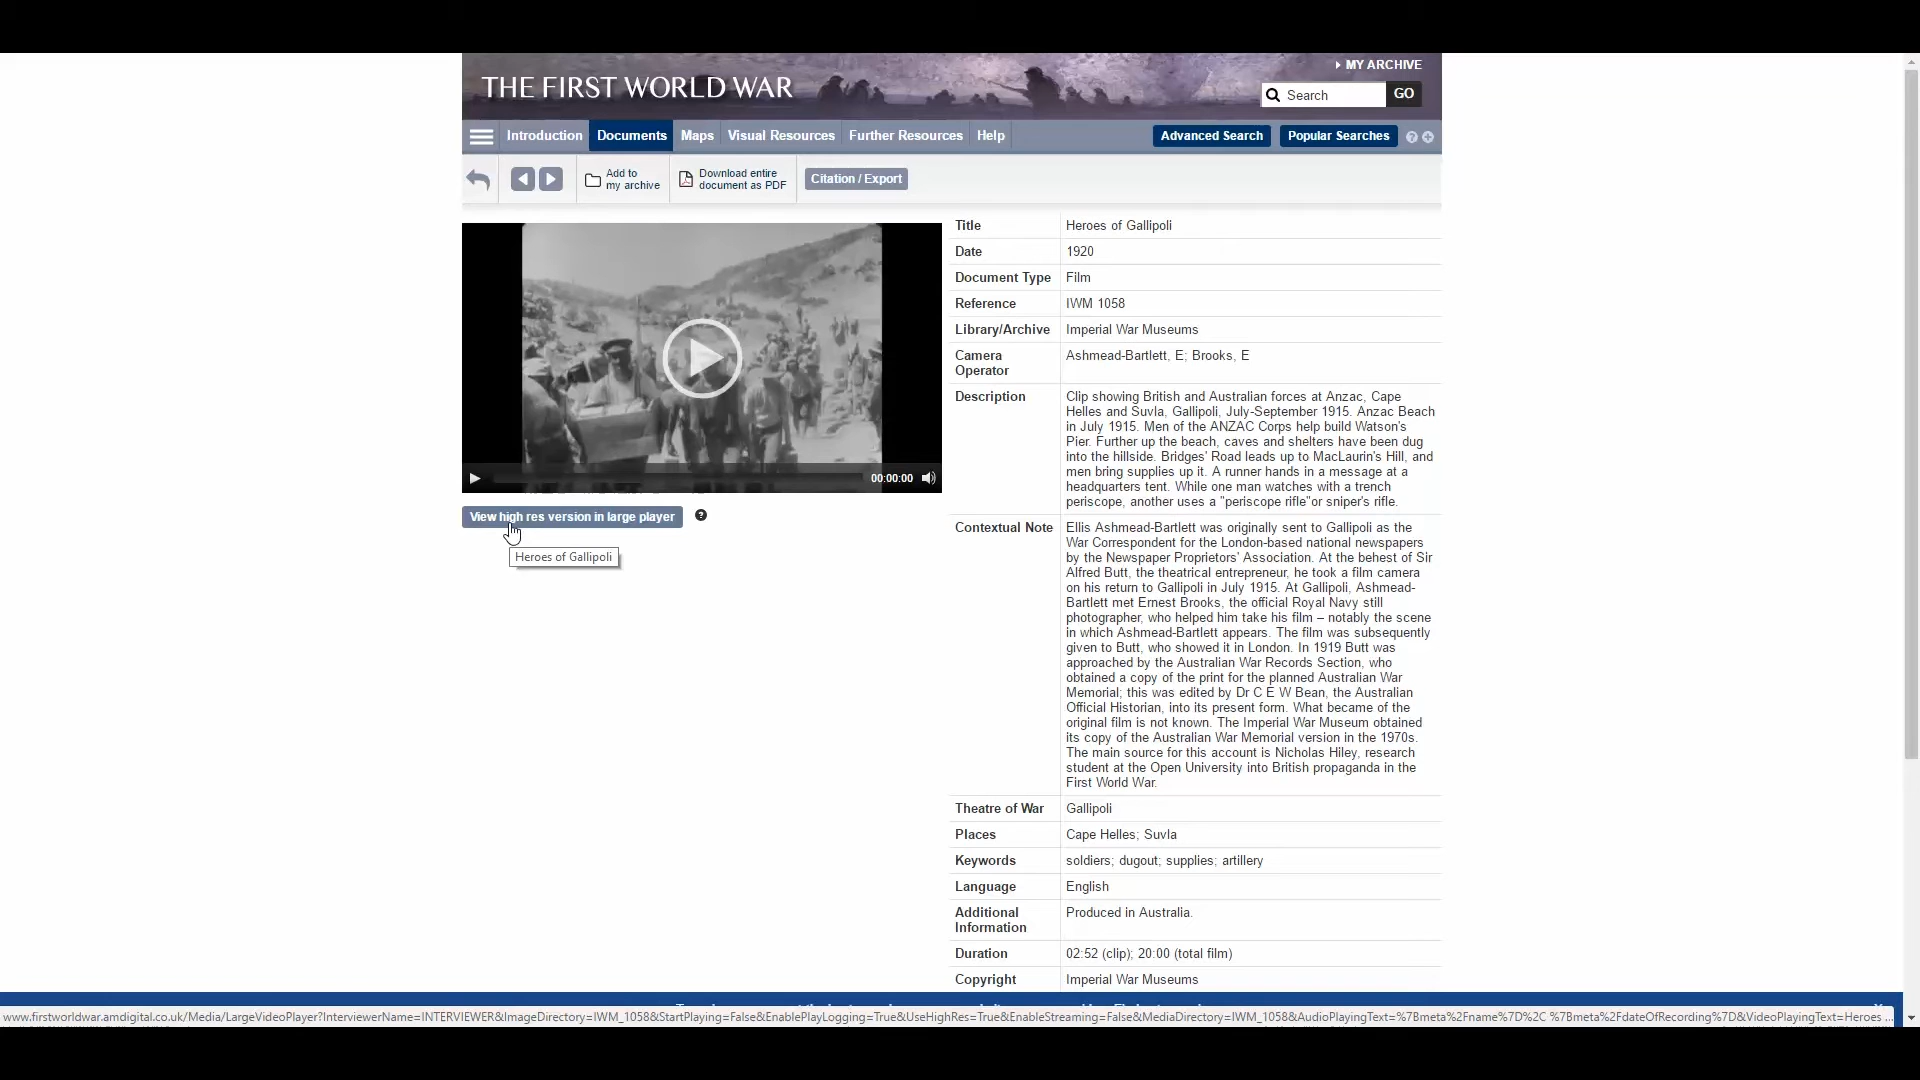 MY ARCHIVE
THE FIRST WORLD WAR
Search
GO
Introduction
Documents
Maps
Visual Resources
Further Resources
Help
Advanced Search
Popular Searches
Add to
my archive
Download entire
document as PDF
Citation / Export
00:00:00
View high res version in large player
Heroes of Gallipoli
Title Heroes of Gallipoli
Date 1920
Document Type Film
Reference IWM 1058
Library/Archive Imperial War Museums
Camera
Operator
Ashmead-Bartlett, E; Brooks, E
Description
Clip showing British and Australian forces at Anzac, Cape
Helles and Suvla, Gallipoli, July-September 1915. Anzac Beach
in July 1915. Men of the ANZAC Corps help build Watson's
Pier. Further up the beach, caves and shelters have been dug
into the hillside. Bridges' Road leads up to MacLaurin's Hill, and
men bring supplies up it. A runner hands in a message at a
headquarters tent. While one man watches with a trench
periscope, another uses a "periscope rifle"or sniper's rifle.
Contextual Note
Ellis Ashmead-Bartlett was originally sent to Gallipoli as the
War Correspondent for the London-based national newspapers
by the Newspaper Proprietors' Association. At the behest of Sir
Alfred Butt, the theatrical entrepreneur, he took a film camera
on his return to Gallipoli in July 1915. At Gallipoli, Ashmead-
Bartlett met Ernest Brooks, the official Royal Navy still
photographer, who helped him take his film – notably the scene
in which Ashmead-Bartlett appears. The film was subsequently
given to Butt, who showed it in London. In 1919 Butt was
approached by the Australian War Records Section, who
obtained a copy of the print for the planned Australian War
Memorial; this was edited by Dr C E W Bean, the Australian
Official Historian, into its present form. What became of the
original film is not known. The Imperial War Museum obtained
its copy of the Australian War Memorial version in the 1970s.
The main source for this account is Nicholas Hiley, research
student at the Open University into British propaganda in the
First World War.
Theatre of War Gallipoli
Places Cape Helles; Suvla
Keywords soldiers; dugout; supplies; artillery
Language English
Additional
Information
Produced in Australia.
Duration 02:52 (clip); 20:00 (total film)
Copyright Imperial War Museums
www.firstworldwar.amdigital.co.uk/Media/LargeVideoPlayer?InterviewerName=INTERVIEWER&ImageDirectory=IWM_1058&StartPlaying=False&EnablePlayLogging=True&UseHighRes=True&EnableStreaming=False&MediaDirectory=IWM_1058&AudioPlayingText=%7Bmeta%2Fname%7D%2C %7Bmeta%2FdateOfRecording%7D&VideoPlayingText=Heroes ...